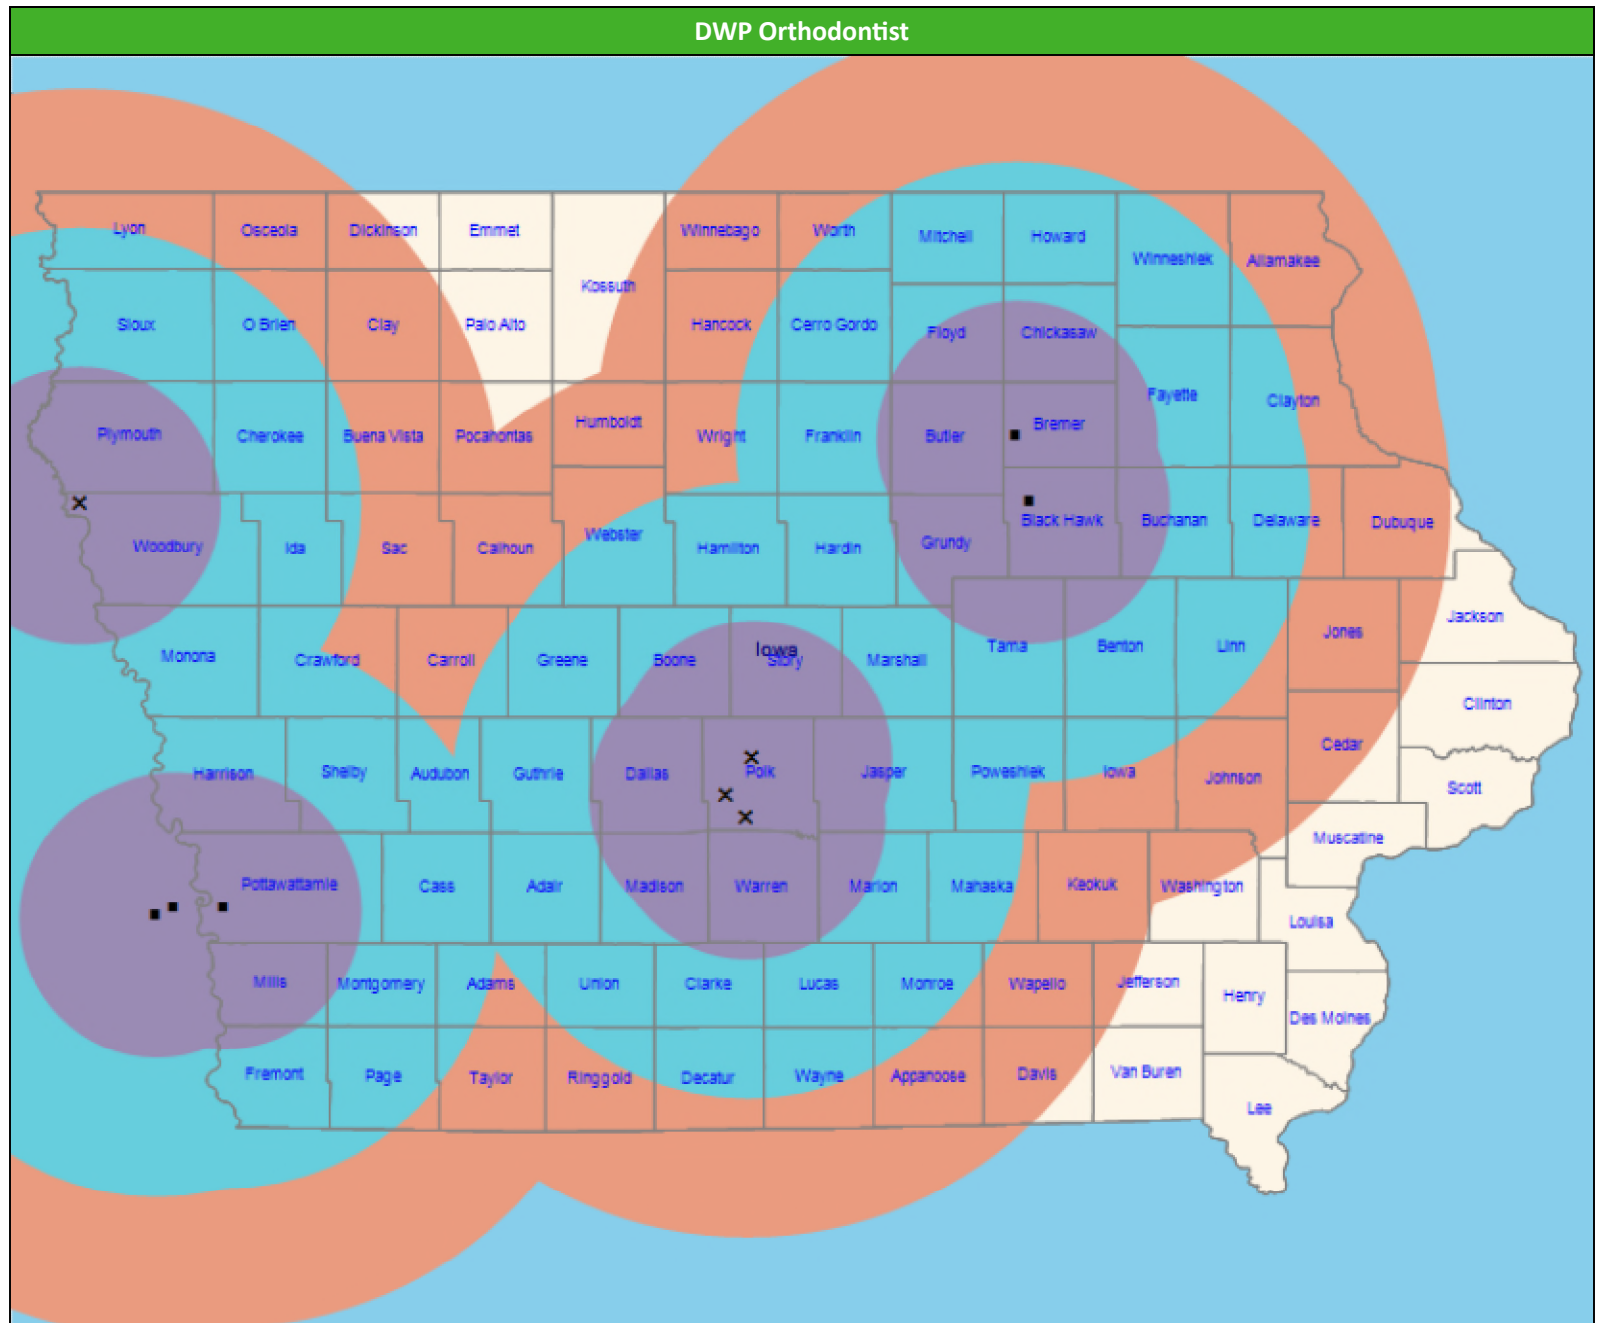 DWP Orthodontist
Lyon Osceola Dickinson Emmet Winnebago Worth Mitchell Howard
Winneshiek Allamakee
Kossuth
Sioux O Brien Clay Palo Alto Hancock Cerro Gordo Floyd Chickasaw
Fayette Clayton
Plymouth Cherokee Buena Vista Pocahontas Humboldt Wright Franklin Butler Bremer
Woodbury Ida Sac Calhoun Webster Hamilton Hardin Grundy Black Hawk Buchanan Delaware Dubuque
Jackson
Monona Crawford Carroll Greene Boone Story Marshall Tama Benton Linn Jones
Iowa
Clinton
Harrison Shelby Audubon Guthrie Dallas Polk Jasper Poweshiek Iowa Johnson Cedar
Scott
Muscatine
Pottawattamie Cass Adair Madison Warren Marion Mahaska Keokuk Washington
Louisa
Mills Montgomery Adams Union Clarke Lucas Monroe Wapello Jefferson Henry
Des Moines
Fremont Page Taylor Ringgold Decatur Wayne Appanoose Davis Van Buren
Lee